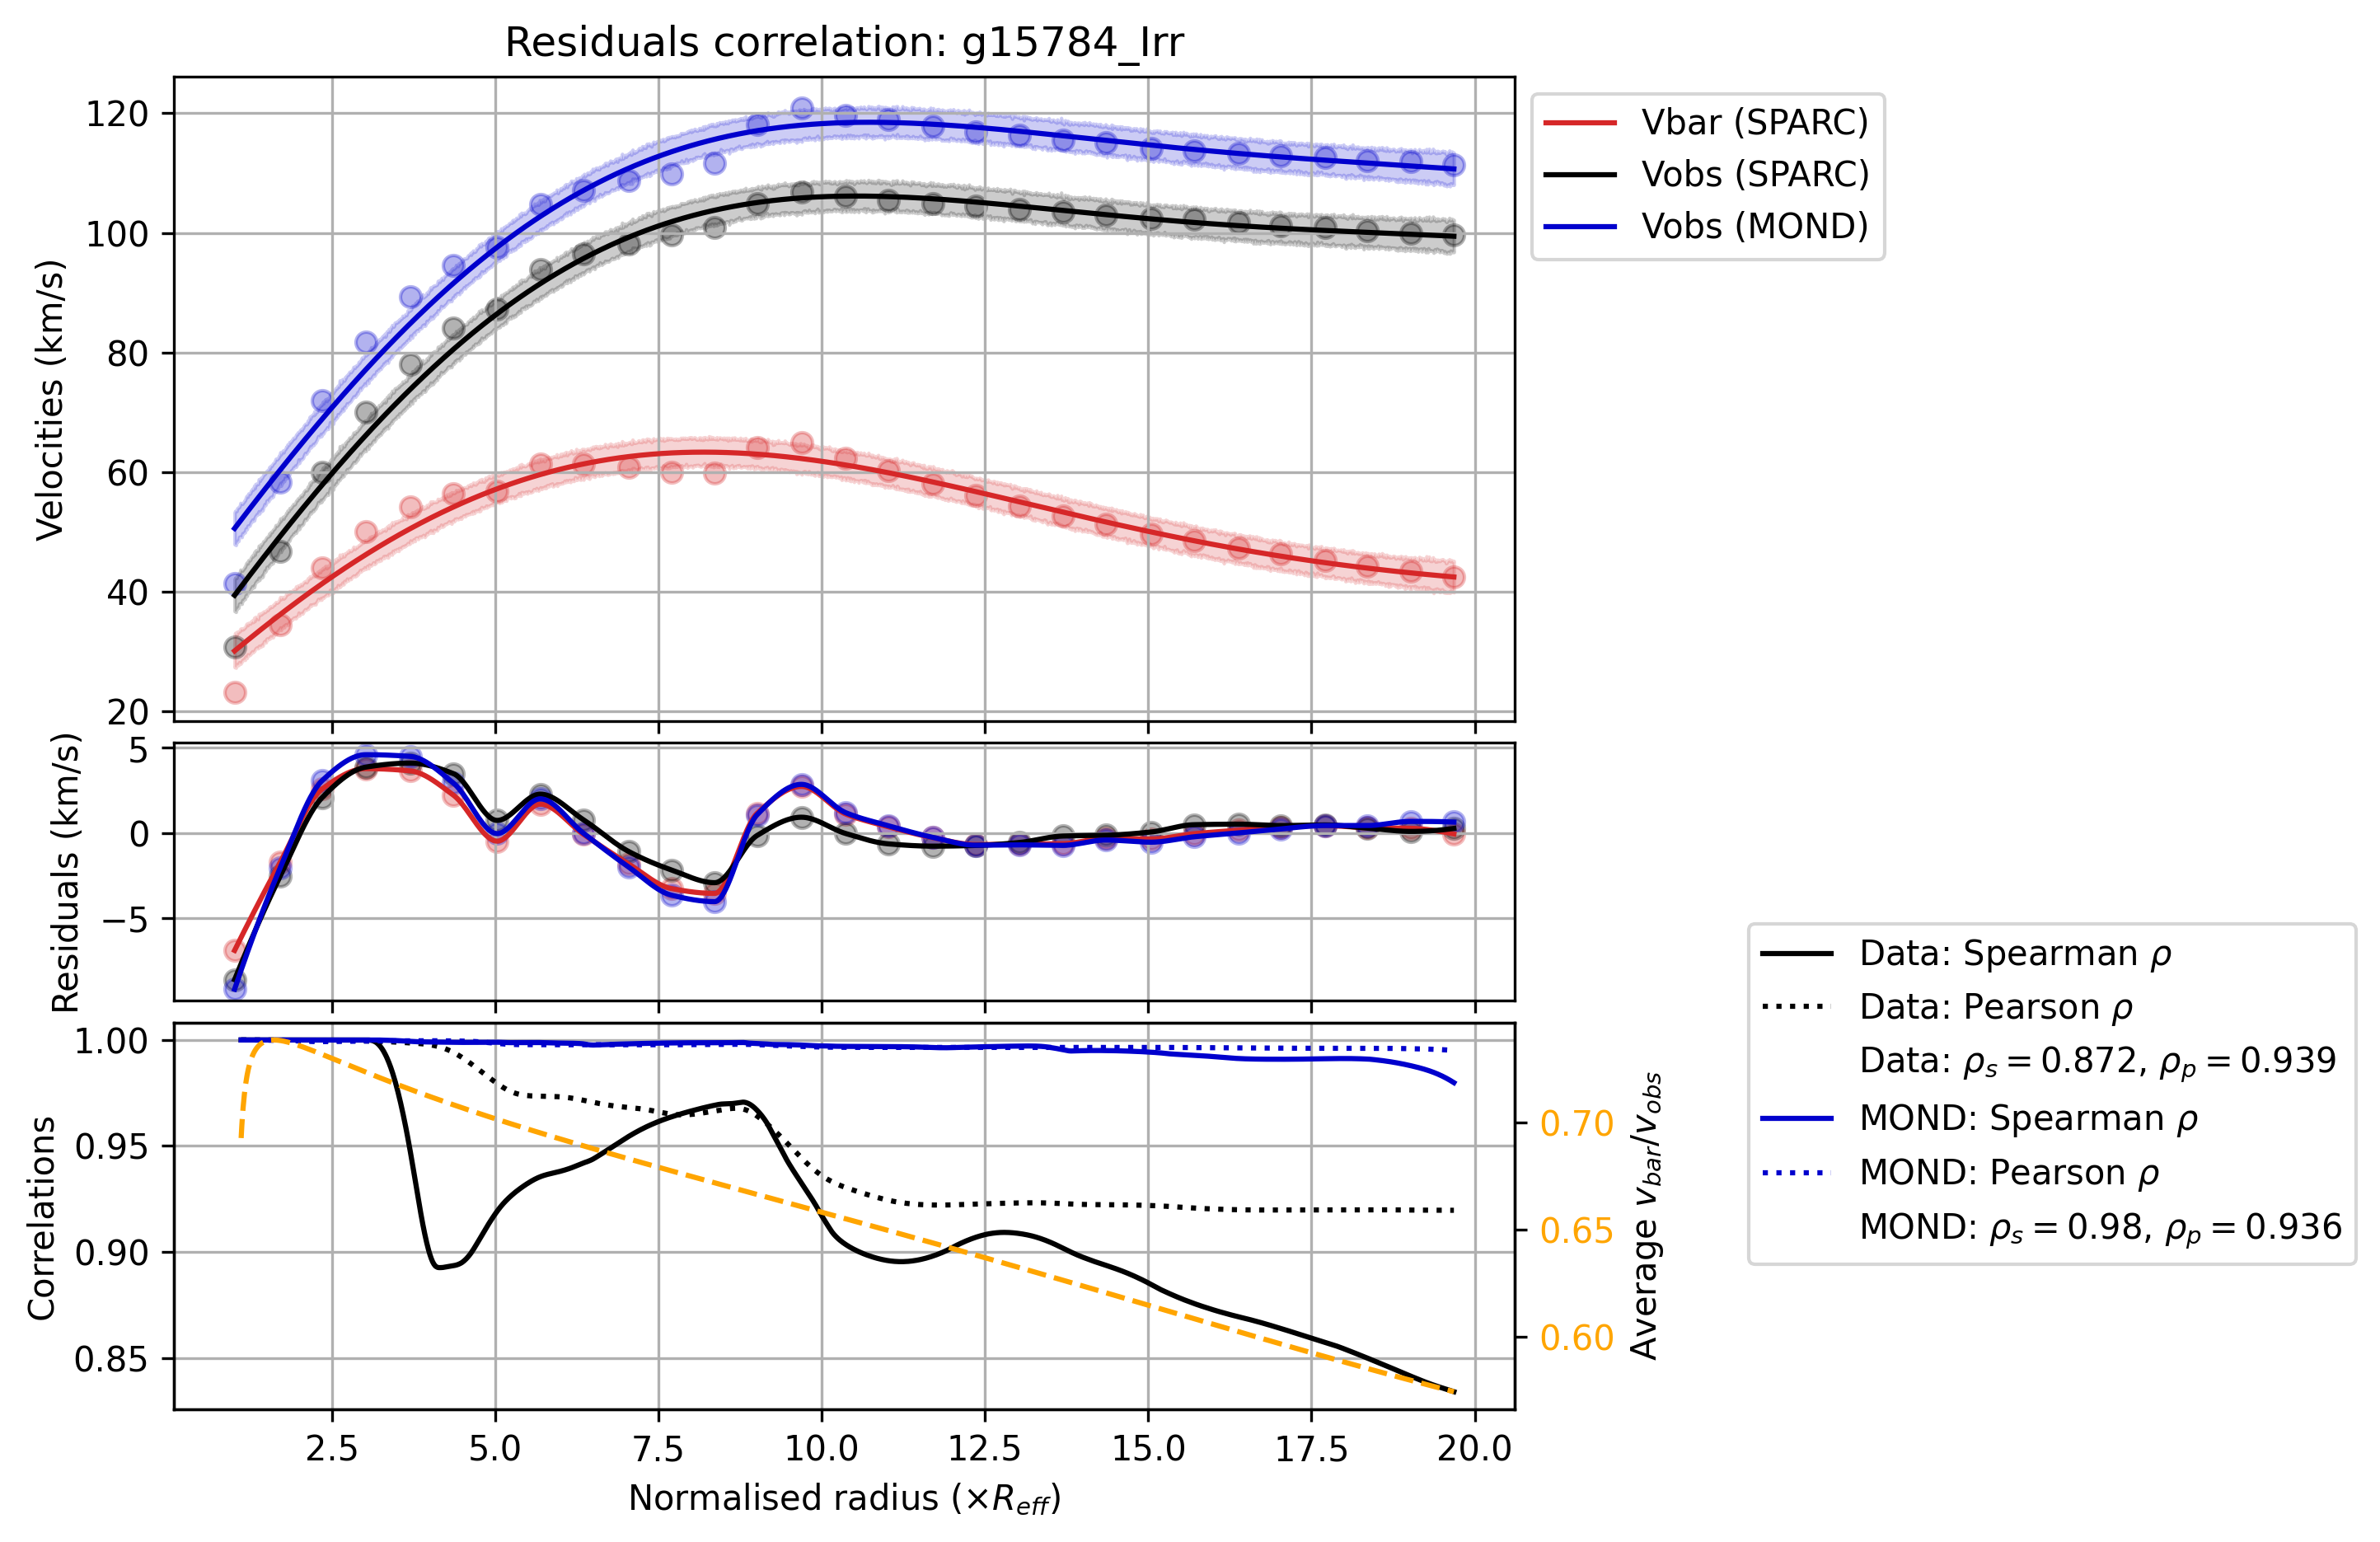 Residuals correlation: g15784_Irr
120
100
80
60
40
20
Velocities (km/s)
Vbar (SPARC)
Vobs (SPARC)
Vobs (MOND)
5
0
−5
Residuals (km/s)
1.00
0.95
0.90
0.85
Correlations
0.70
0.65
0.60
Average v_bar/v_obs
Data: Spearman ρ
Data: Pearson ρ
Data: ρ_s = 0.872, ρ_p = 0.939
MOND: Spearman ρ
MOND: Pearson ρ
MOND: ρ_s = 0.98, ρ_p = 0.936
2.5 5.0 7.5 10.0 12.5 15.0 17.5 20.0
Normalised radius (×R_eff)